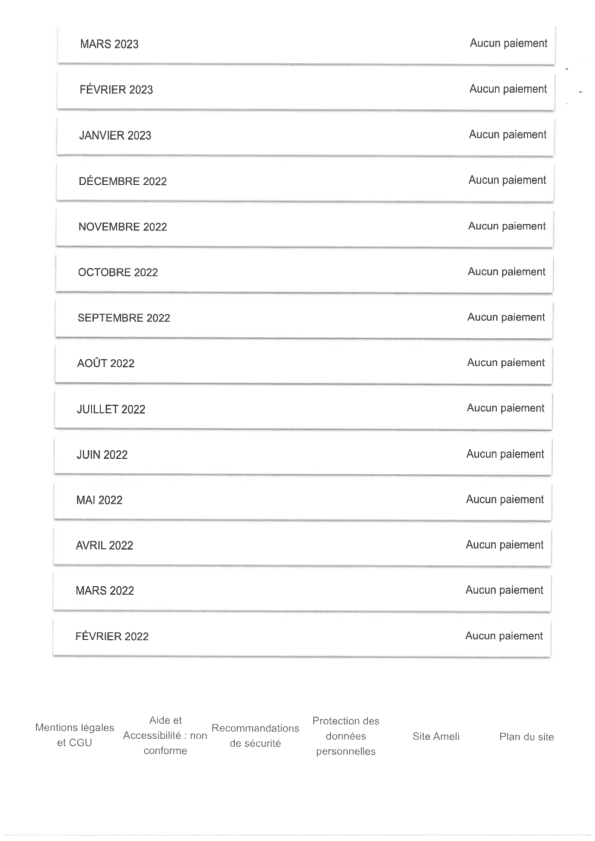 MARS 2023 Aucun paiement
FÉVRIER 2023 Aucun paiement
JANVIER 2023 Aucun paiement
DÉCEMBRE 2022 Aucun paiement
NOVEMBRE 2022 Aucun paiement
OCTOBRE 2022 Aucun paiement
SEPTEMBRE 2022 Aucun paiement
AOÛT 2022 Aucun paiement
JUILLET 2022 Aucun paiement
JUIN 2022 Aucun paiement
MAI 2022 Aucun paiement
AVRIL 2022 Aucun paiement
MARS 2022 Aucun paiement
FÉVRIER 2022 Aucun paiement
Mentions légales
et CGU
Aide et
Accessibilité : non
conforme
Recommandations
de sécurité
Protection des
données
personnelles
Site Ameli
Plan du site